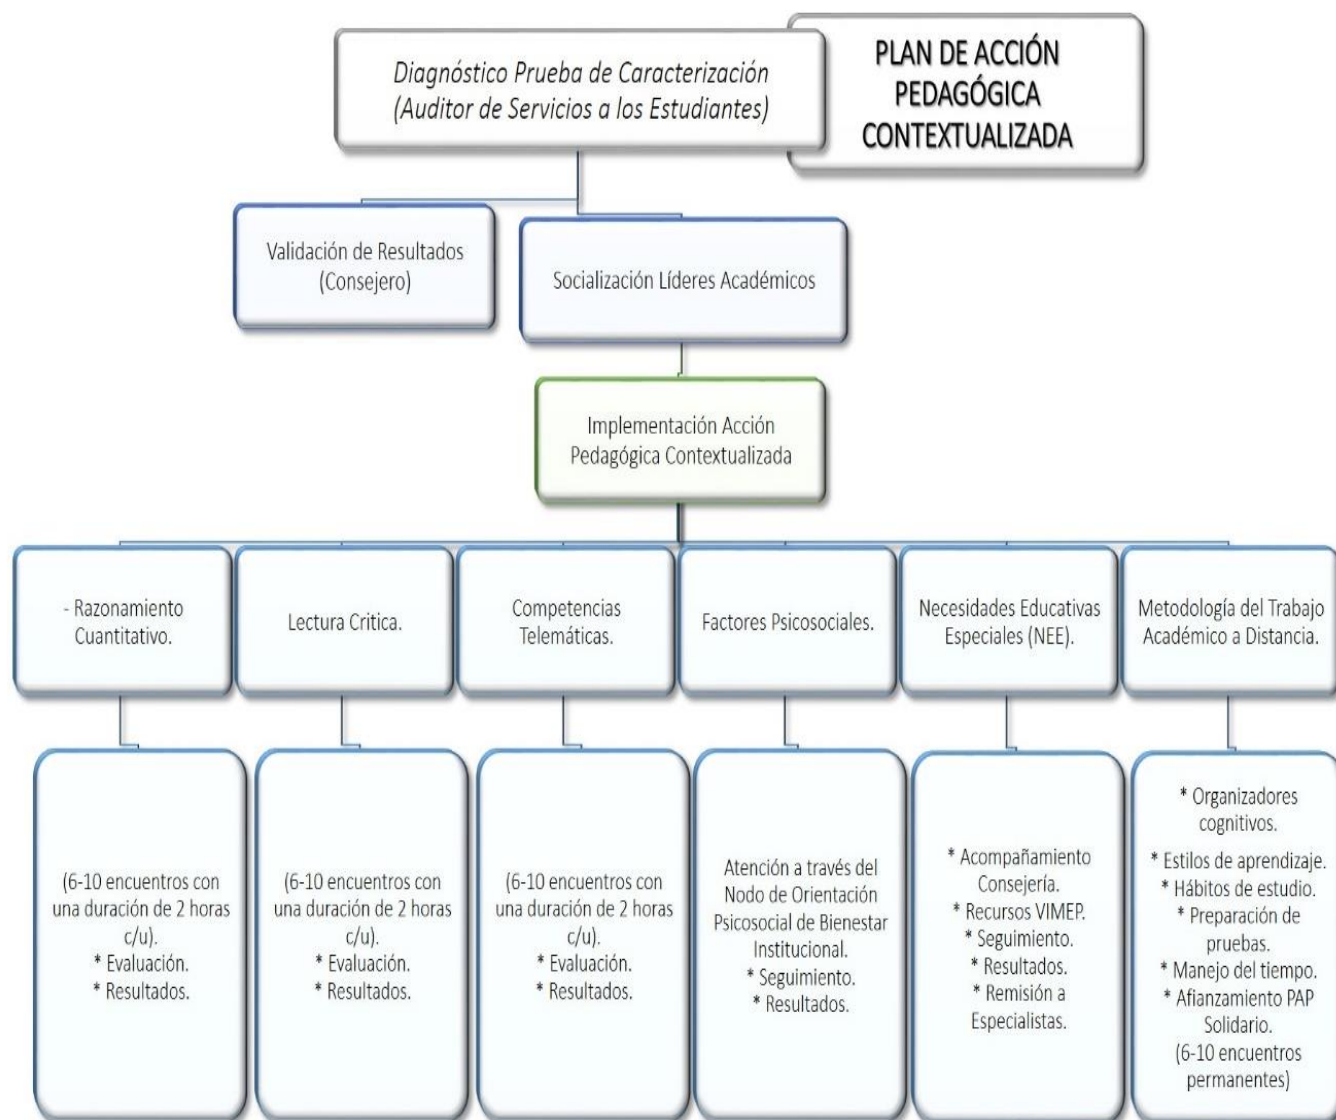 Diagnóstico Prueba de Caracterización
(Auditor de Servicios a los Estudiantes)
PLAN DE ACCIÓN
PEDAGÓGICA
CONTEXTUALIZADA
Validación de Resultados
(Consejero)
Socialización Líderes Académicos
Implementación Acción
Pedagógica Contextualizada
- Razonamiento
Cuantitativo.
Lectura Critica.
Competencias
Telemáticas.
Factores Psicosociales.
Necesidades Educativas
Especiales (NEE).
Metodología del Trabajo
Académico a Distancia.
(6-10 encuentros con
una duración de 2 horas
c/u).
* Evaluación.
* Resultados.
(6-10 encuentros con
una duración de 2 horas
c/u).
* Evaluación.
* Resultados.
(6-10 encuentros con
una duración de 2 horas
c/u).
* Evaluación.
* Resultados.
Atención a través del
Nodo de Orientación
Psicosocial de Bienestar
Institucional.
* Seguimiento.
* Resultados.
* Acompañamiento
Consejería.
* Recursos VIMEP.
* Seguimiento.
* Resultados.
* Remisión a
Especialistas.
* Organizadores
cognitivos.
* Estilos de aprendizaje.
* Hábitos de estudio.
* Preparación de
pruebas.
* Manejo del tiempo.
* Afianzamiento PAP
Solidario.
(6-10 encuentros
permanentes)